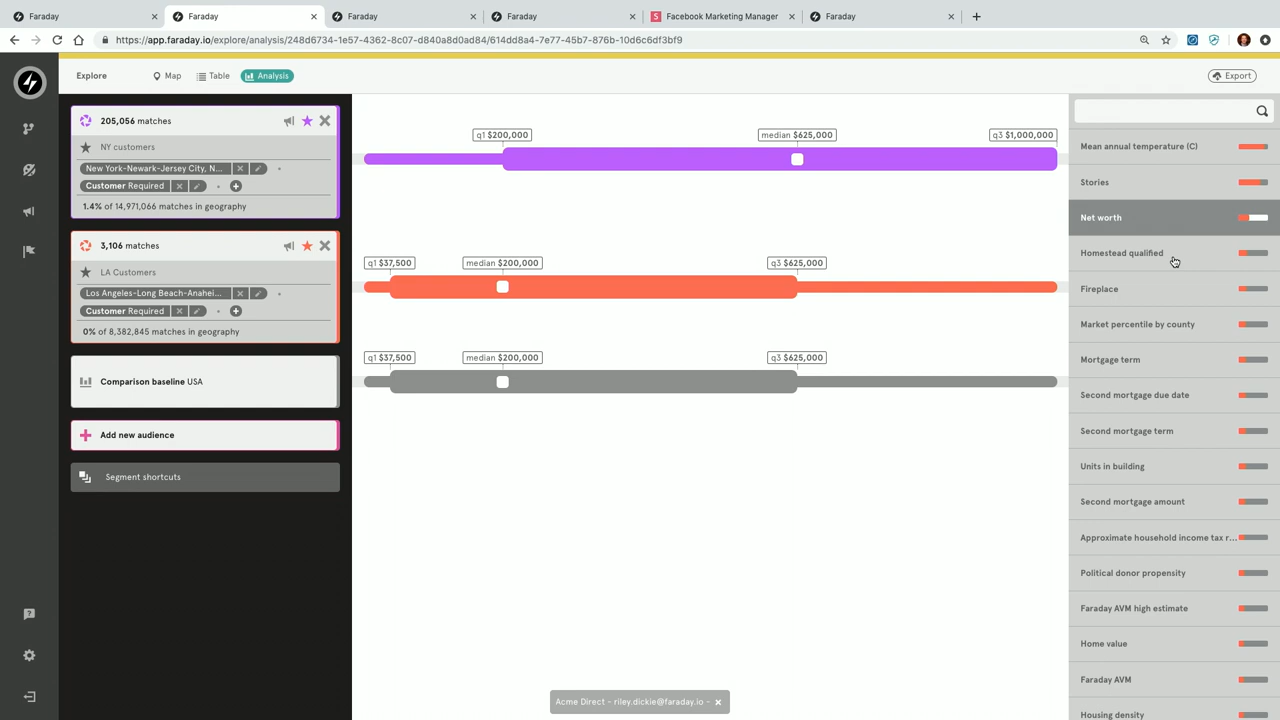 Faraday
Faraday
Faraday
Faraday
Facebook Marketing Manager
Faraday
https://app.faraday.io/explore/analysis/248d6734-1e57-4362-8c07-d840a8d0ad84/614dd8a4-7e77-45b7-876b-10d6c6df3bf9
Explore
Map
Table
Analysis
Export
205,056 matches
NY customers
New York-Newark-Jersey City, N...
Customer Required
1.4% of 14,971,066 matches in geography
3,106 matches
LA Customers
Los Angeles-Long Beach-Anahei...
Customer Required
0% of 8,382,845 matches in geography
Comparison baseline USA
Add new audience
Segment shortcuts
q1 $200,000
median $625,000
q3 $1,000,000
q1 $37,500
median $200,000
q3 $625,000
q1 $37,500
median $200,000
q3 $625,000
Mean annual temperature (C)
Stories
Net worth
Homestead qualified
Fireplace
Market percentile by county
Mortgage term
Second mortgage due date
Second mortgage term
Units in building
Second mortgage amount
Approximate household income tax r...
Political donor propensity
Faraday AVM high estimate
Home value
Faraday AVM
Housing density
Acme Direct - riley.dickie@faraday.io -